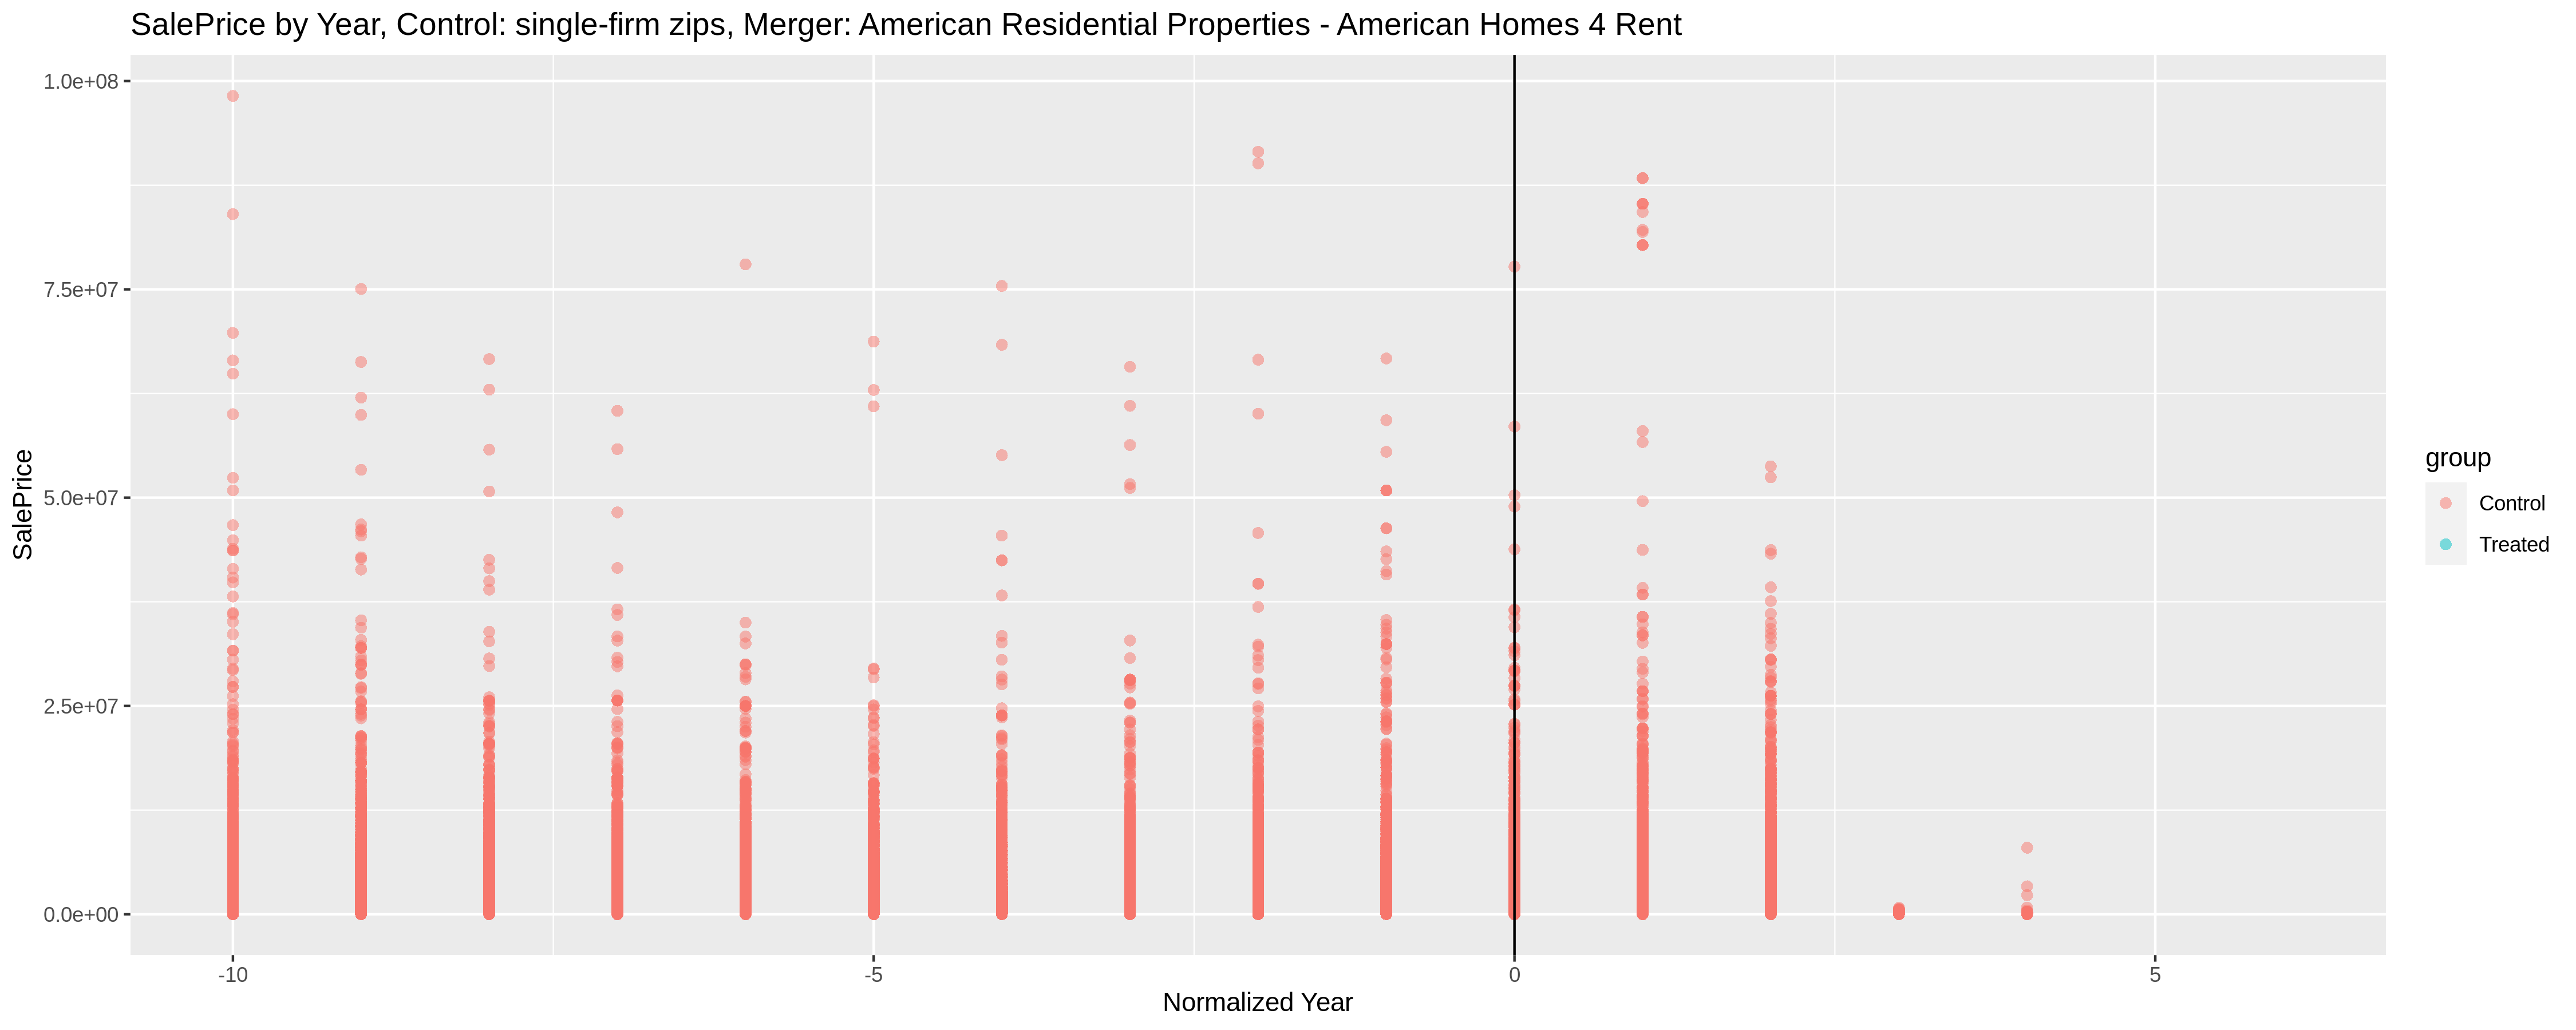 SalePrice by Year, Control: single-firm zips, Merger: American Residential Properties - American Homes 4 Rent
SalePrice
1.0e+08
7.5e+07
5.0e+07
2.5e+07
0.0e+00
-10
-5
0
5
Normalized Year
group
Control
Treated